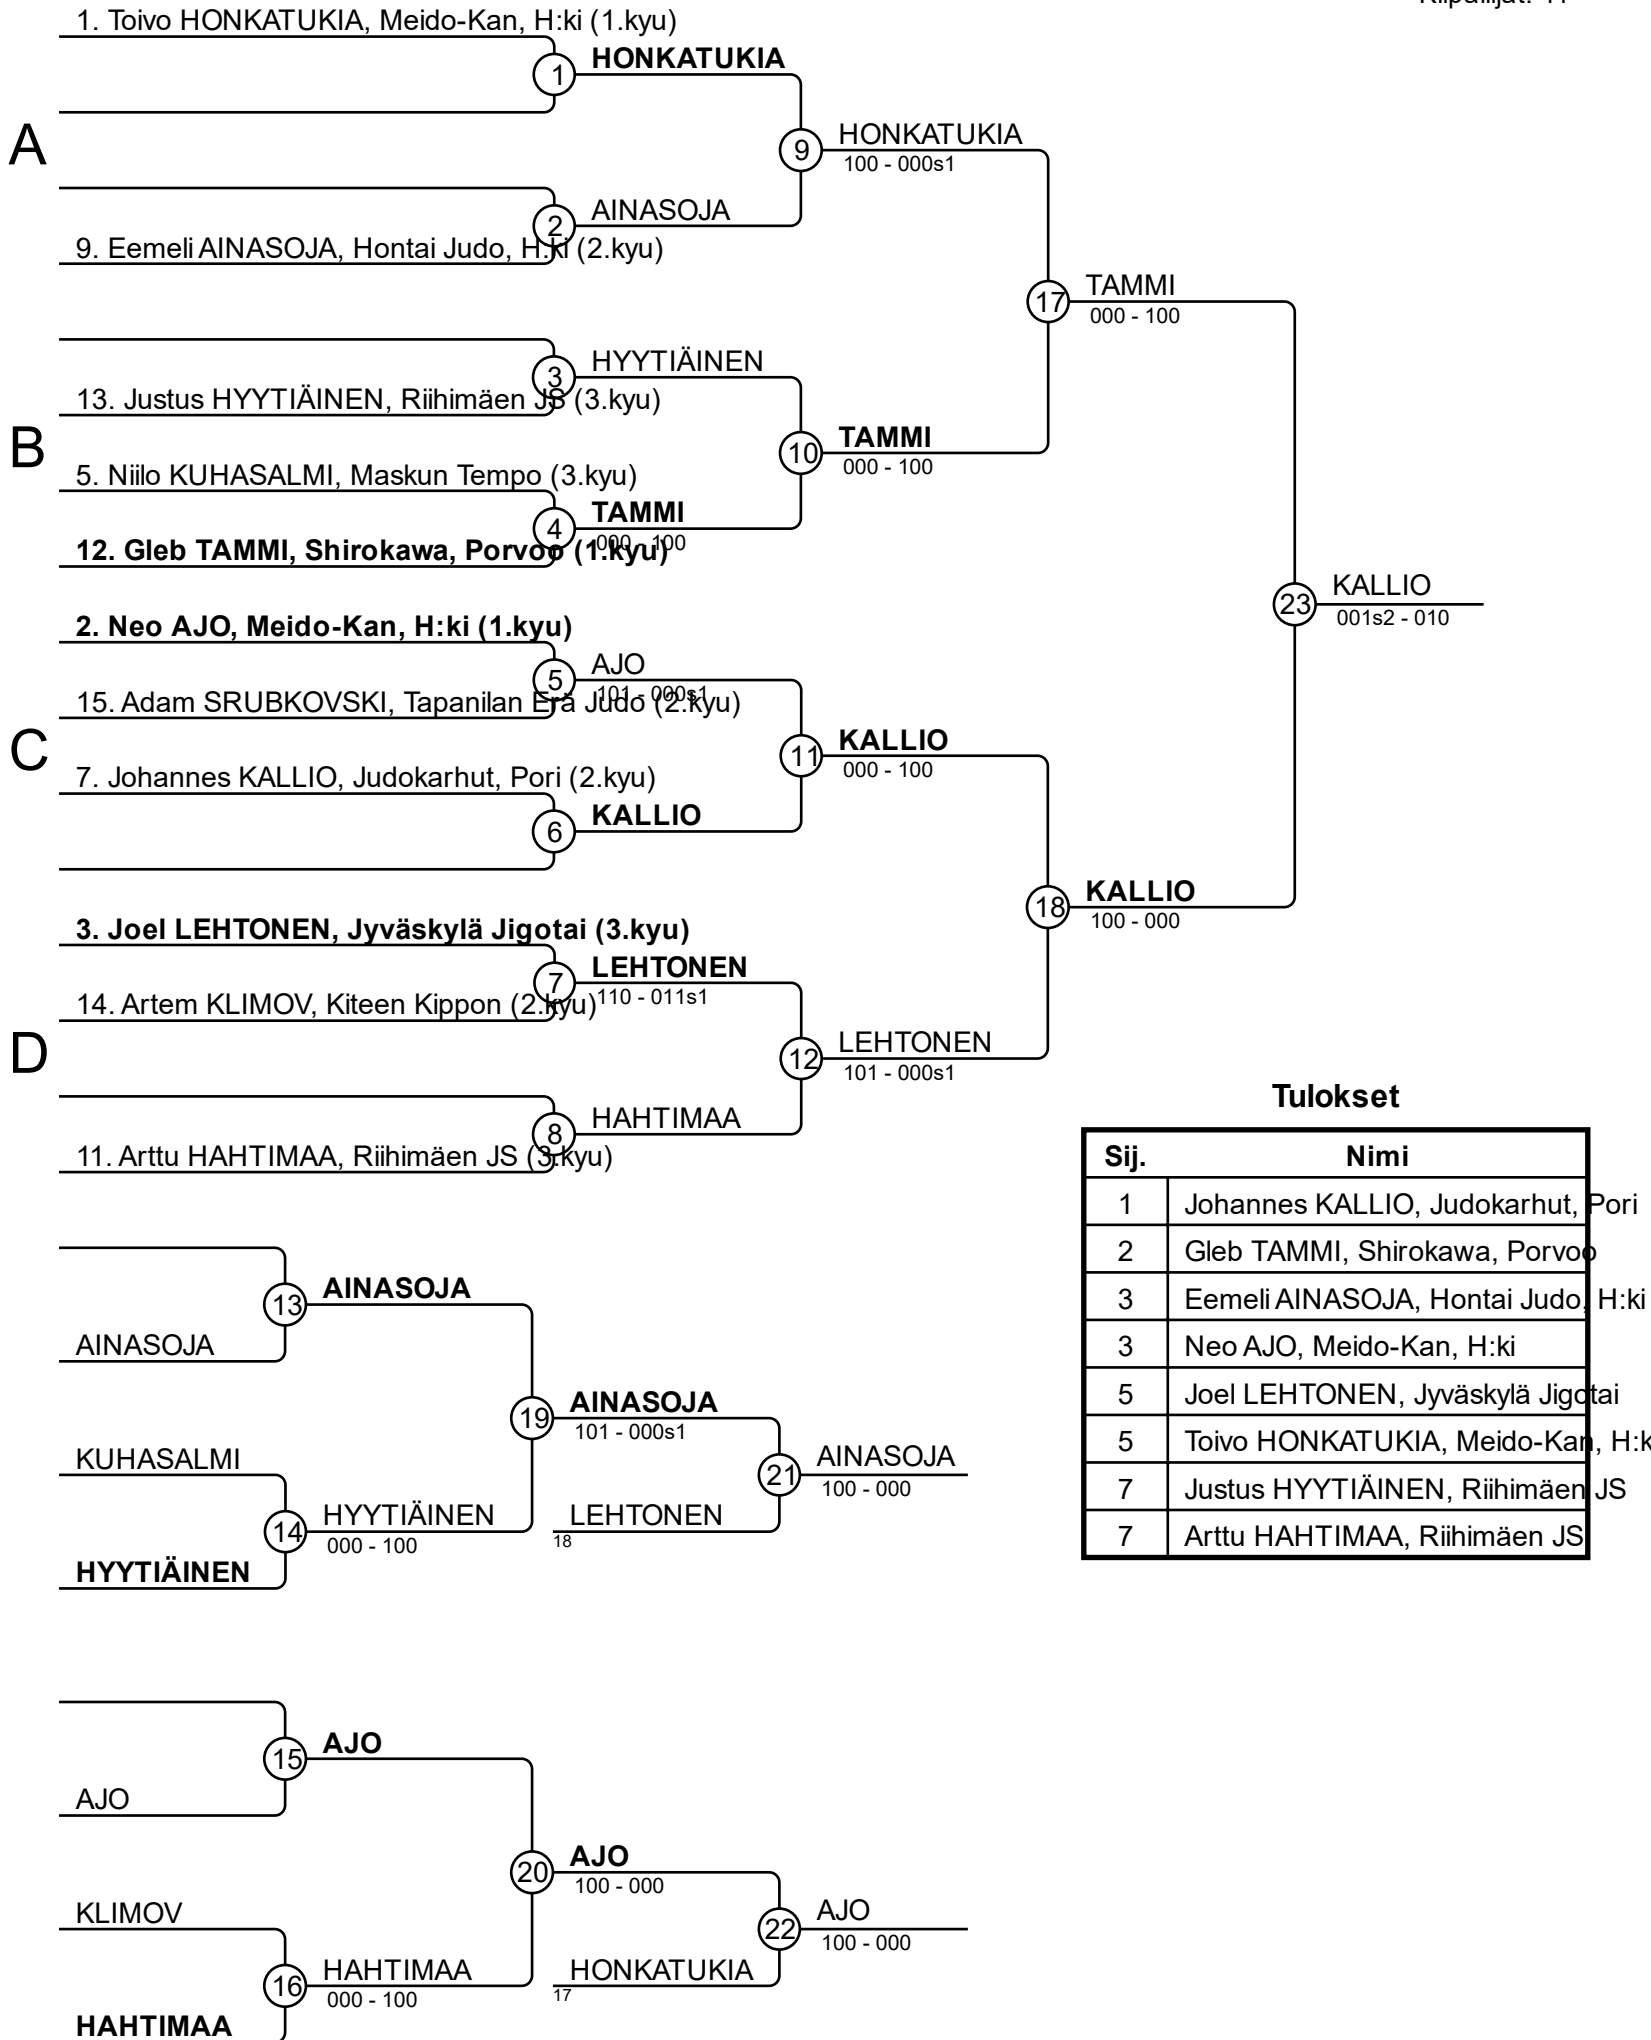 1. Toivo HONKATUKIA, Meido-Kan, H:ki (1.kyu)
1
HONKATUKIA
A
9
HONKATUKIA
100 - 000s1
2
AINASOJA
9. Eemeli AINASOJA, Hontai Judo, H:ki (2.kyu)
17
TAMMI
000 - 100
3
HYYTIÄINEN
13. Justus HYYTIÄINEN, Riihimäen JS (3.kyu)
B
10
TAMMI
000 - 100
5. Niilo KUHASALMI, Maskun Tempo (3.kyu)
4
TAMMI
000 - 100
12. Gleb TAMMI, Shirokawa, Porvoo (1.kyu)
23
KALLIO
001s2 - 010
2. Neo AJO, Meido-Kan, H:ki (1.kyu)
5
AJO
101 - 000s1
15. Adam SRUBKOVSKI, Tapanilan Erä Judo (2.kyu)
C
11
KALLIO
000 - 100
7. Johannes KALLIO, Judokarhut, Pori (2.kyu)
6
KALLIO
18
KALLIO
100 - 000
3. Joel LEHTONEN, Jyväskylä Jigotai (3.kyu)
7
LEHTONEN
110 - 011s1
14. Artem KLIMOV, Kiteen Kippon (2.kyu)
D
12
LEHTONEN
101 - 000s1
8
HAHTIMAA
11. Arttu HAHTIMAA, Riihimäen JS (3.kyu)
Tulokset
Sij. Nimi
1 Johannes KALLIO, Judokarhut, Pori
2 Gleb TAMMI, Shirokawa, Porvoo
3 Eemeli AINASOJA, Hontai Judo, H:ki
3 Neo AJO, Meido-Kan, H:ki
5 Joel LEHTONEN, Jyväskylä Jigotai
5 Toivo HONKATUKIA, Meido-Kan, H:k
7 Justus HYYTIÄINEN, Riihimäen JS
7 Arttu HAHTIMAA, Riihimäen JS
13
AINASOJA
AINASOJA
19
AINASOJA
101 - 000s1
KUHASALMI
21
AINASOJA
100 - 000
14
HYYTIÄINEN
000 - 100
LEHTONEN
18
HYYTIÄINEN
15
AJO
AJO
20
AJO
100 - 000
KLIMOV
22
AJO
100 - 000
16
HAHTIMAA
000 - 100
HONKATUKIA
17
HAHTIMAA